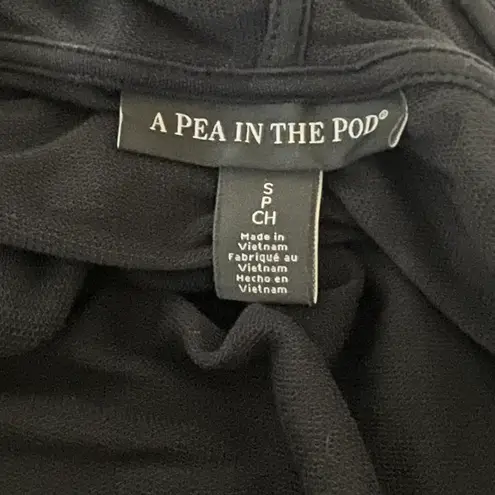 A PEA IN THE POD®
S
P
CH
Made in
Vietnam
Fabriqué au
Vietnam
Hecho en
Vietnam